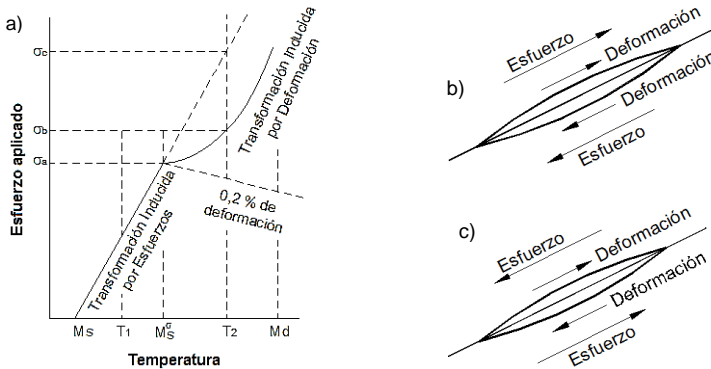 a)
σc
σb
σa
Esfuerzo aplicado
Transformación Inducida
por Esfuerzos
Transformación Inducida
por Deformación
0,2 % de
deformación
Ms
T1
MSσ
T2
Md
Temperatura
b)
Esfuerzo
Deformación
Deformación
Esfuerzo
c)
Esfuerzo
Deformación
Deformación
Esfuerzo